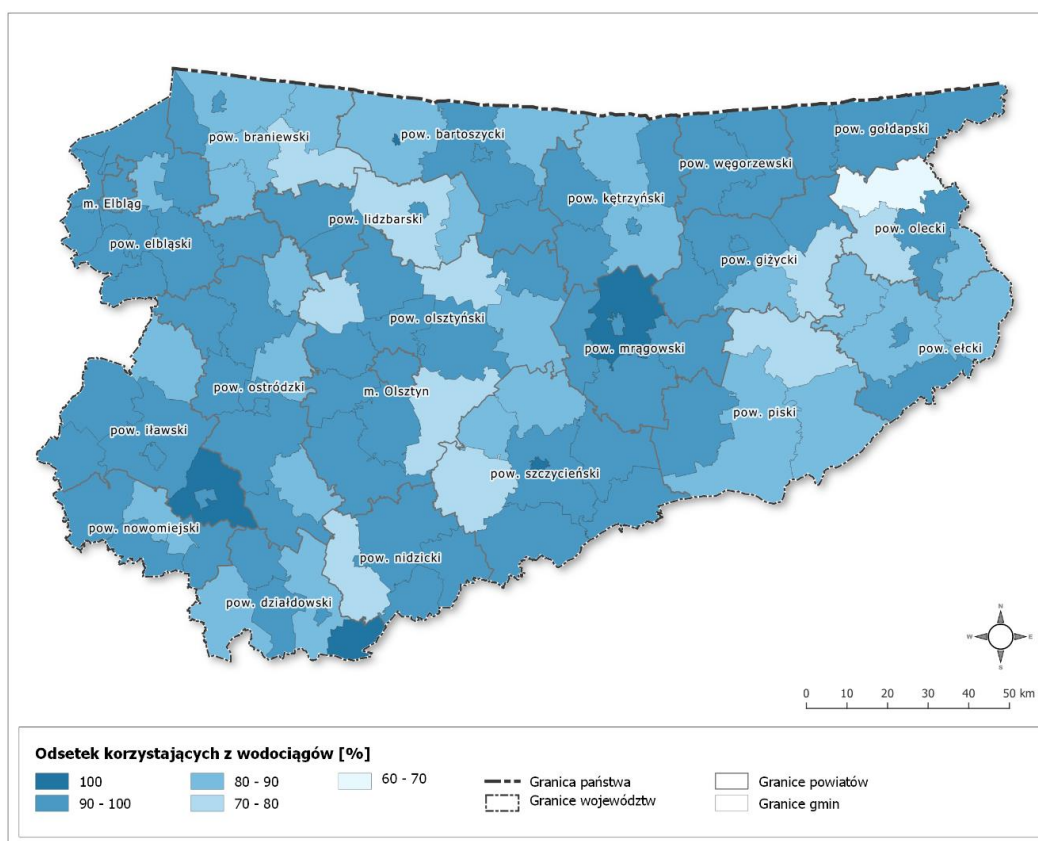 pow. braniewski
pow. bartoszycki
pow. gołdapski
pow. węgorzewski
pow. kętrzyński
m. Elbląg
pow. lidzbarski
pow. olecki
pow. elbląski
pow. giżycki
pow. olsztyński
pow. mrągowski
pow. ełcki
pow. ostródzki
m. Olsztyn
pow. piski
pow. iławski
pow. szczycieński
pow. nowomiejski
pow. nidzicki
pow. działdowski
N
W
E
S
0 10 20 30 40 50 km
Odsetek korzystających z wodociągów [%]
100
80 - 90
60 - 70
Granica państwa
Granice powiatów
90 - 100
70 - 80
Granice województw
Granice gmin